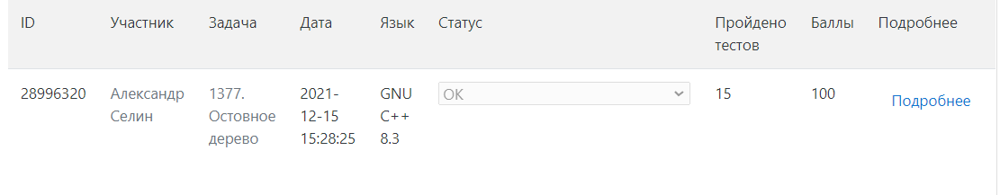 ID Участник Задача Дата Язык Статус Пройдено Баллы Подробнее
тестов
28996320 Александр 1377. 2021- GNU OK 15 100 Подробнее
Селин Остовное 12-15 C++
дерево 15:28:25 8.3